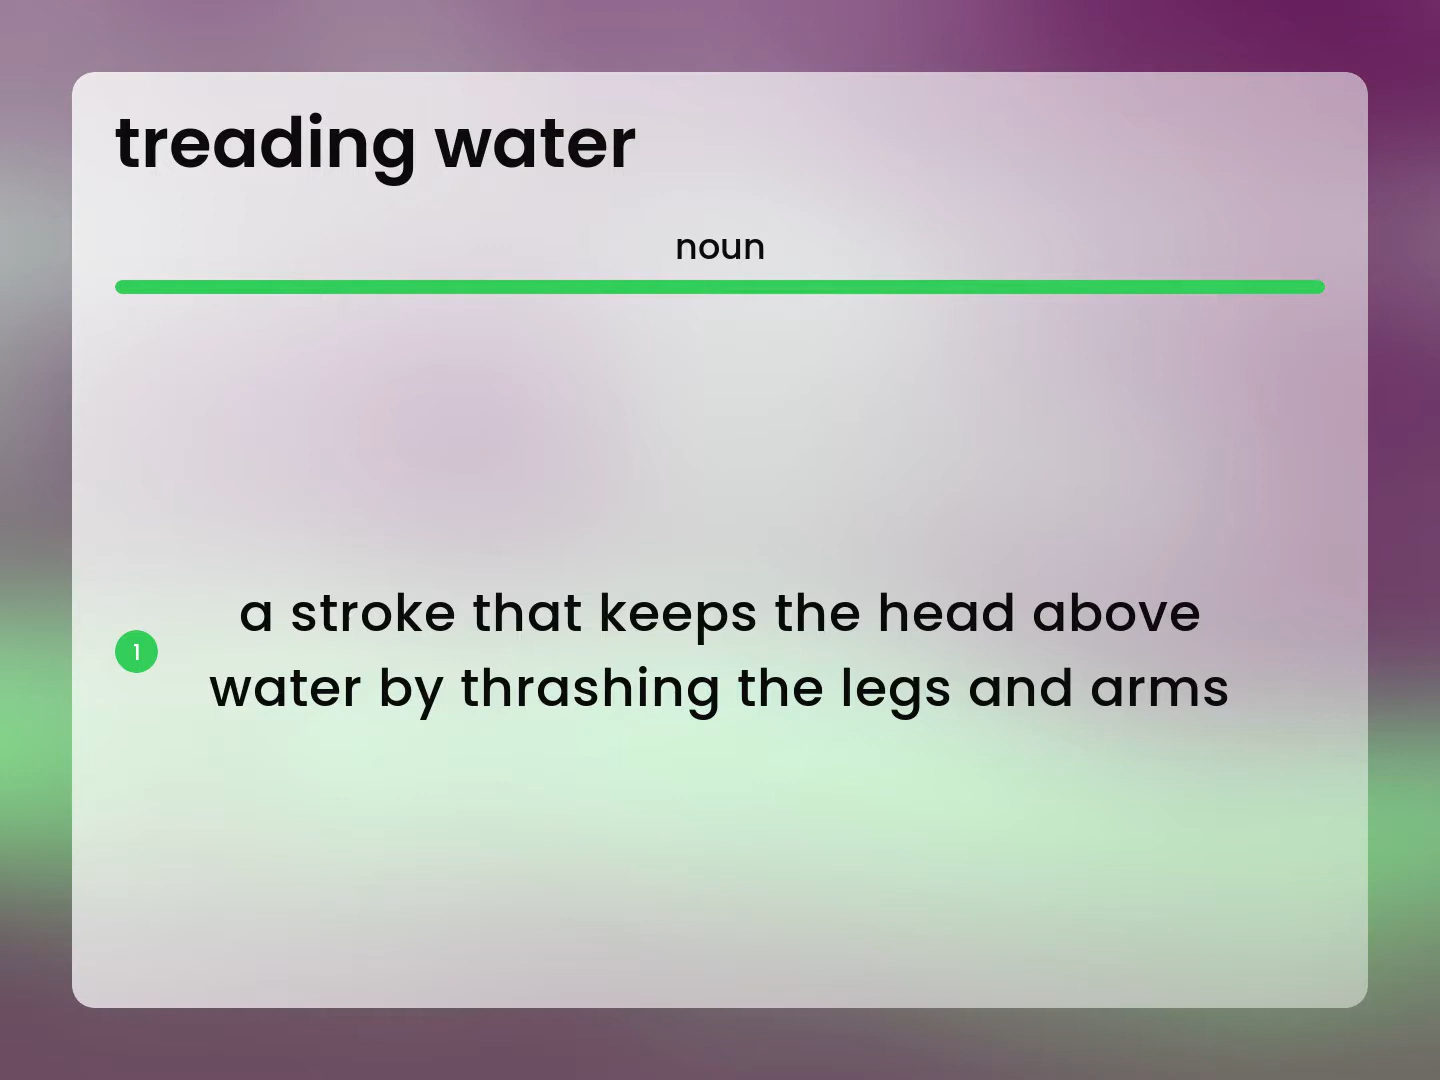 treading water
noun
1
a stroke that keeps the head above
water by thrashing the legs and arms